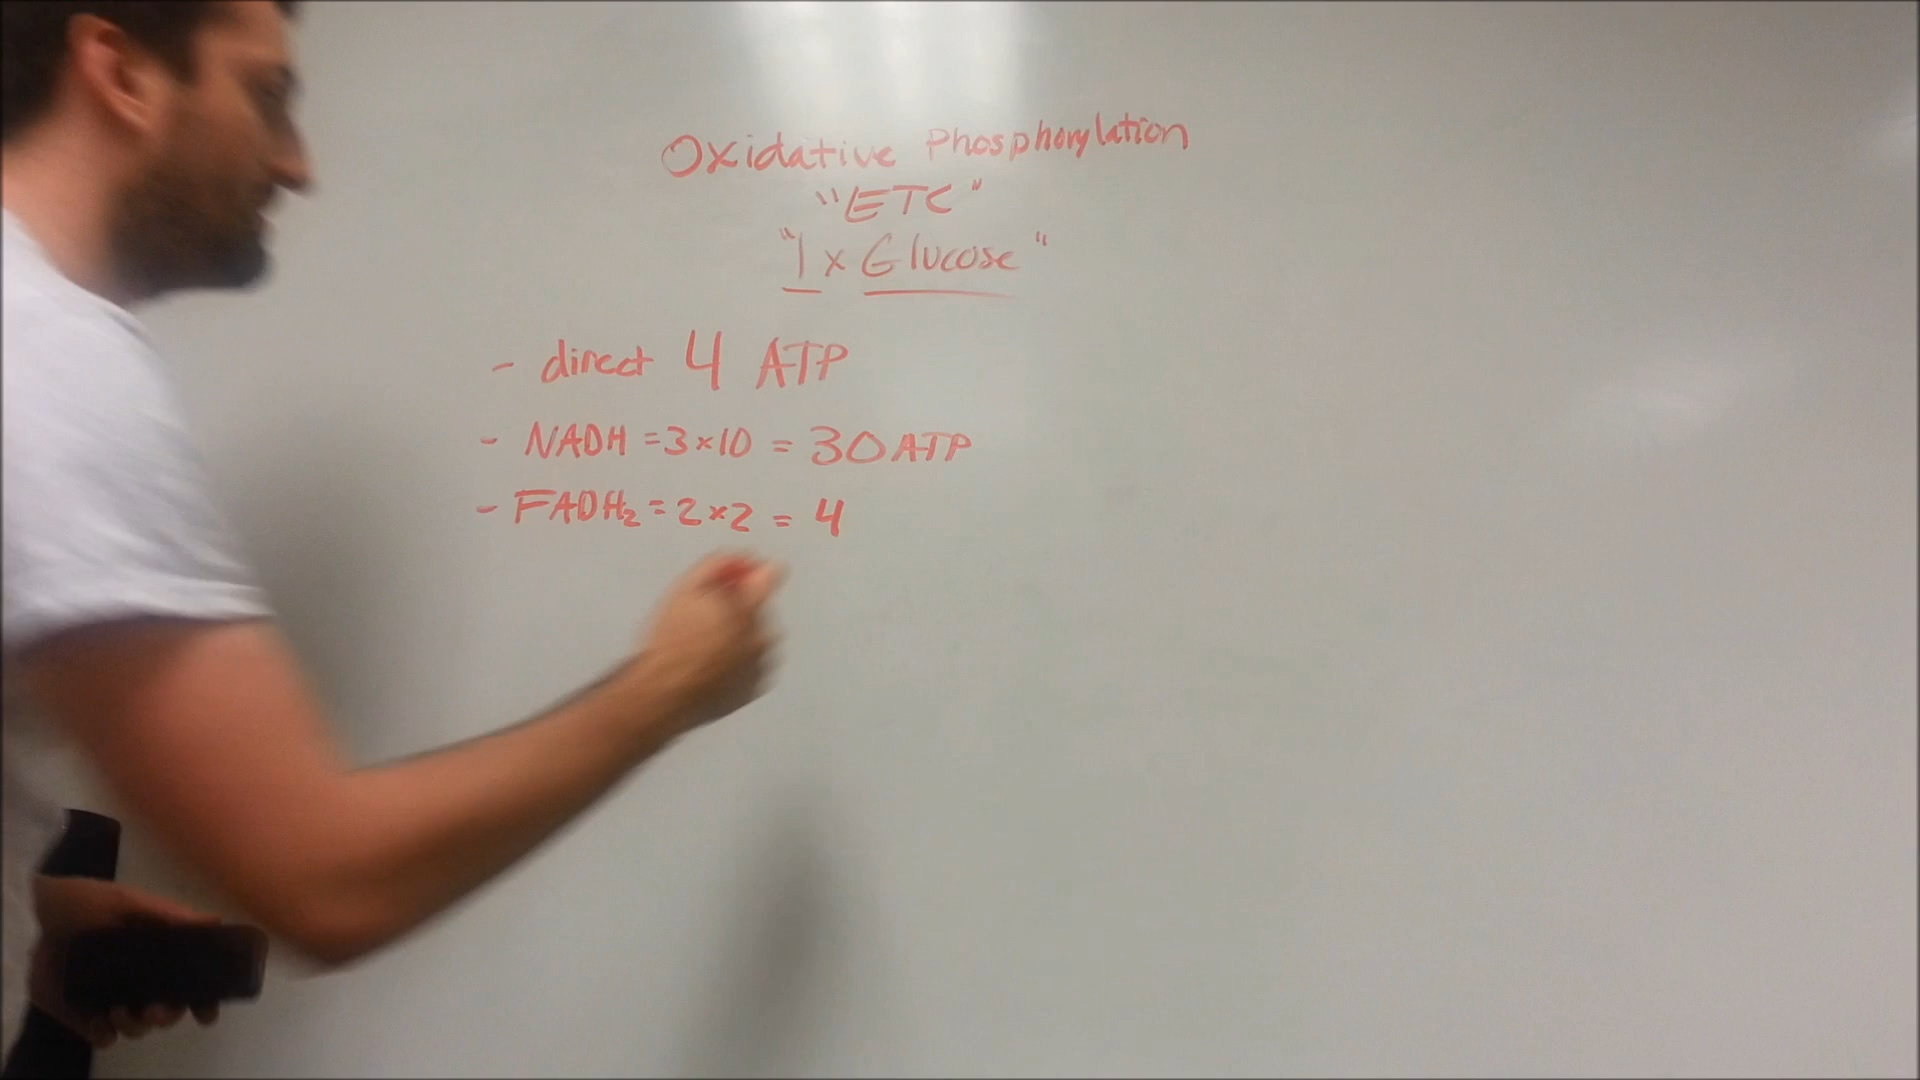 Oxidative Phosphorylation
"ETC"
"1 x Glucose"
- direct 4 ATP
- NADH = 3 x 10 = 30 ATP
- FADH₂ = 2 x 2 = 4